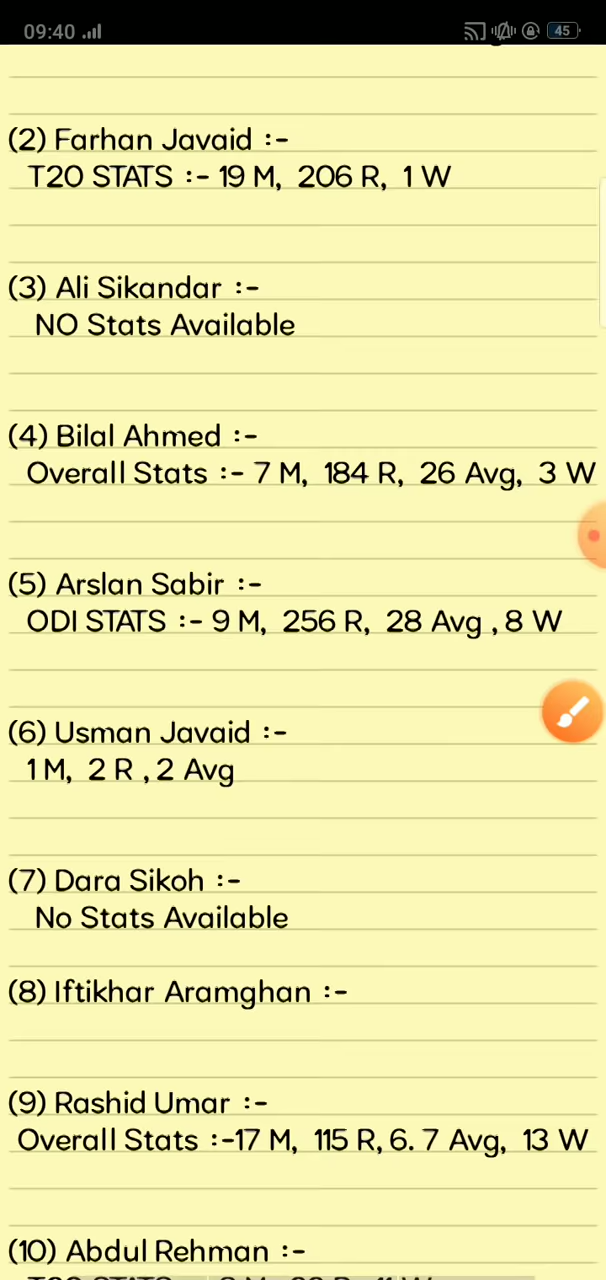 09:40
45
(2) Farhan Javaid :-
T20 STATS :- 19 M, 206 R, 1 W
(3) Ali Sikandar :-
NO Stats Available
(4) Bilal Ahmed :-
Overall Stats :- 7 M, 184 R, 26 Avg, 3 W
(5) Arslan Sabir :-
ODI STATS :- 9 M, 256 R, 28 Avg , 8 W
(6) Usman Javaid :-
1 M, 2 R , 2 Avg
(7) Dara Sikoh :-
No Stats Available
(8) Iftikhar Aramghan :-
(9) Rashid Umar :-
Overall Stats :-17 M, 115 R, 6. 7 Avg, 13 W
(10) Abdul Rehman :-